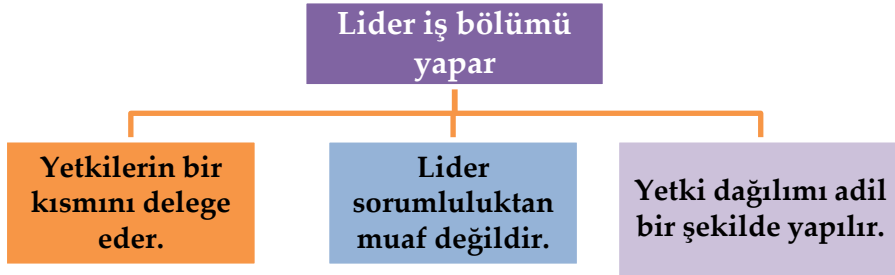 Lider iş bölümü
yapar
Yetkilerin bir
kısmını delege
eder.
Lider
sorumluluktan
muaf değildir.
Yetki dağılımı adil
bir şekilde yapılır.